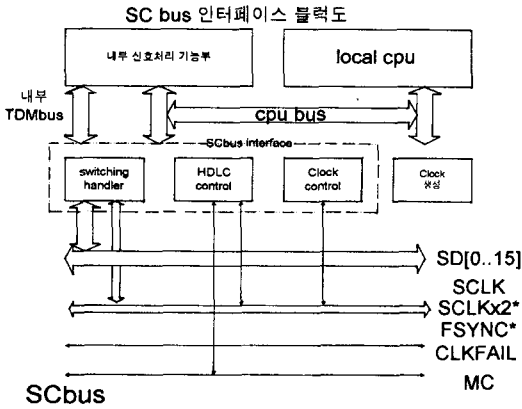 SC bus 인터페이스 블럭도
내부 신호처리 기능부
local cpu
내부
TDMbus
cpu bus
SCbus interface
switching
handler
HDLC
control
Clock
control
Clock
생성
SD[0..15]
SCLK
SCLKx2*
FSYNC*
CLKFAIL
MC
SCbus